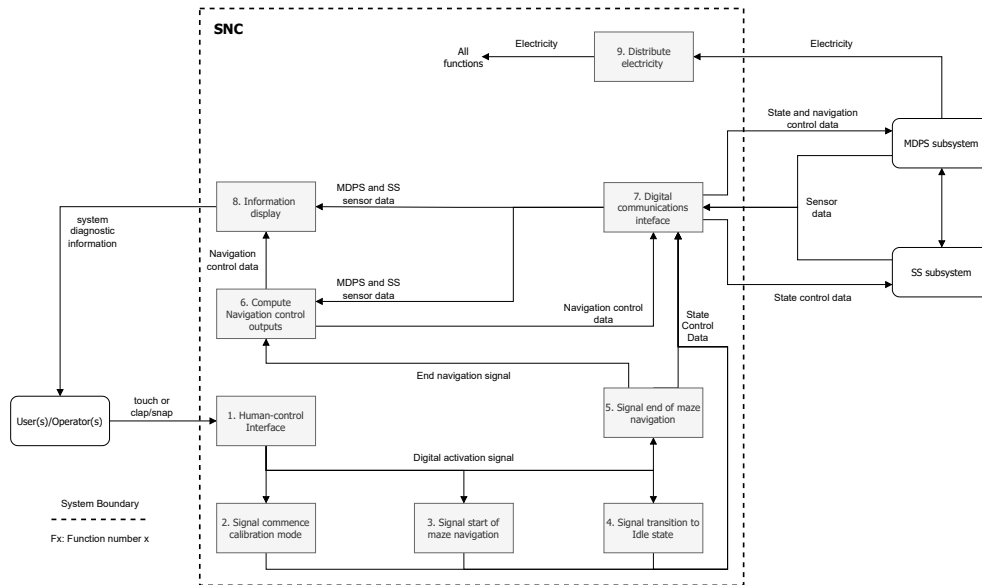 SNC
Electricity
All
functions
9. Distribute
electricity
Electricity
State and navigation
control data
MDPS subsystem
8. Information
display
MDPS and SS
sensor data
7. Digital
communications
inteface
Sensor
data
system
diagnostic
information
Navigation
control data
SS subsystem
State control data
6. Compute
Navigation control
outputs
MDPS and SS
sensor data
Navigation control
data
State
Control
Data
End navigation signal
User(s)/Operator(s)
touch or
clap/snap
1. Human-control
Interface
5. Signal end of maze
navigation
Digital activation signal
System Boundary
Fx: Function number x
2. Signal commence
calibration mode
3. Signal start of
maze navigation
4. Signal transition to
Idle state